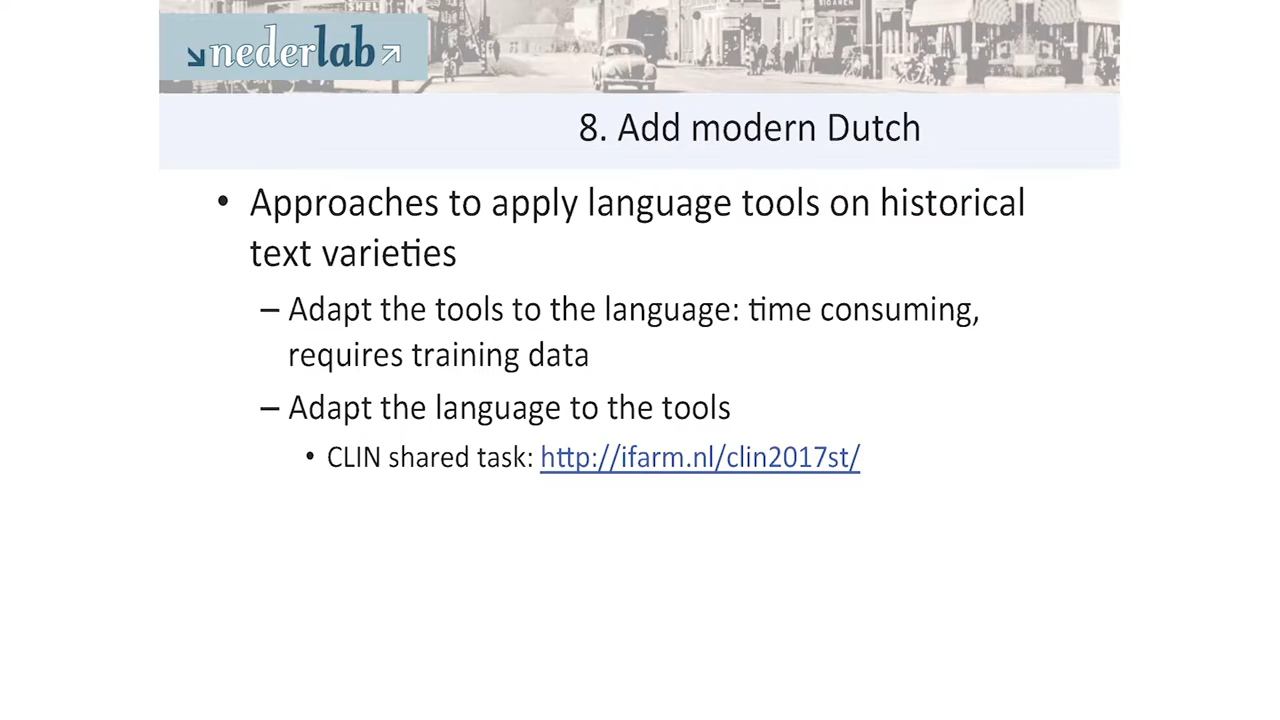 SHEL
nederlab
8. Add modern Dutch
• Approaches to apply language tools on historical
text varieties
– Adapt the tools to the language: time consuming,
requires training data
– Adapt the language to the tools
• CLIN shared task: http://ifarm.nl/clin2017st/